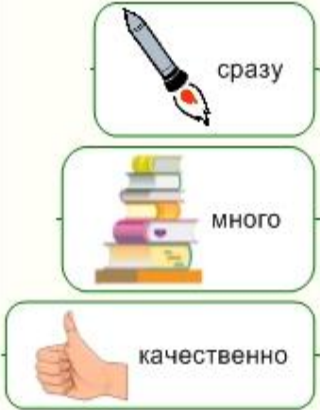 сразу
много
качественно